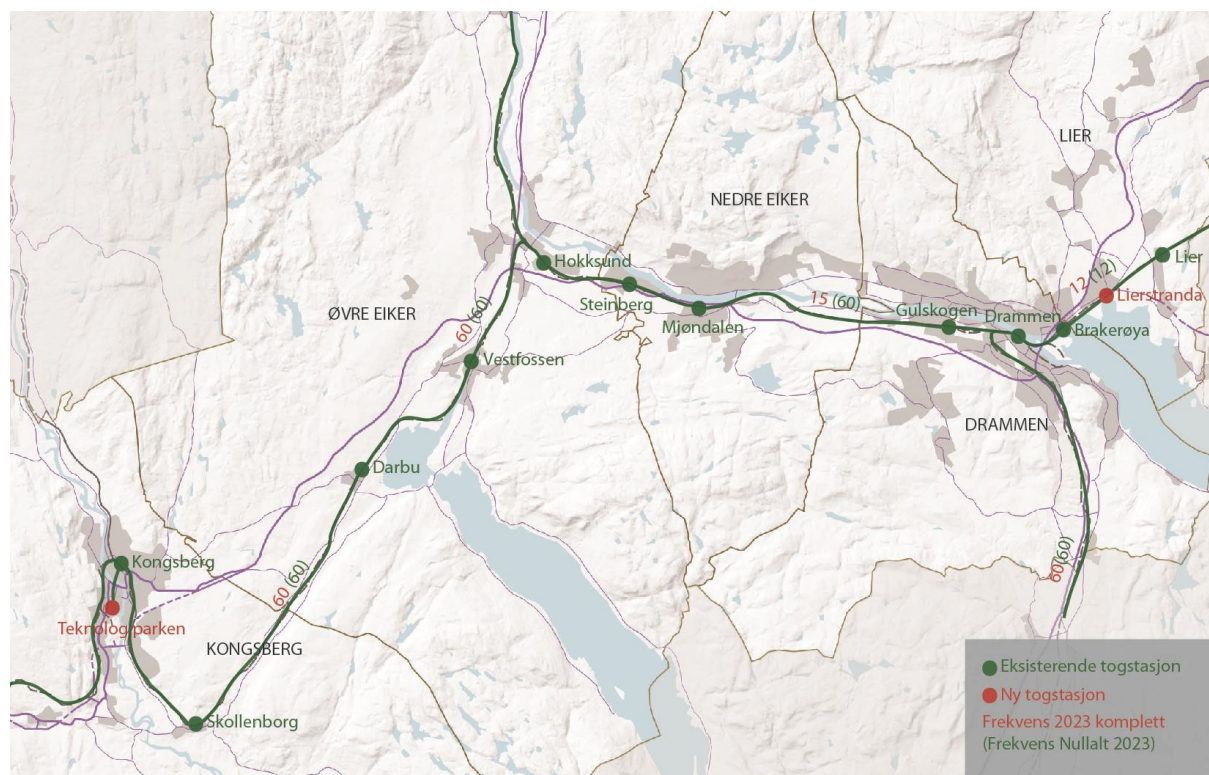 LIER
NEDRE EIKER
Lier
Hokksund
12 (12)
Lierstranda
Steinberg
15 (60)
Mjøndalen
Gulskogen
Drammen
Brakerøya
ØVRE EIKER
60 (60)
Vestfossen
DRAMMEN
Darbu
Kongsberg
60 (60)
60(60)
Teknologiparken
KONGSBERG
Skollenborg
Eksisterende togstasjon
Ny togstasjon
Frekvens 2023 komplett
(Frekvens Nullalt 2023)